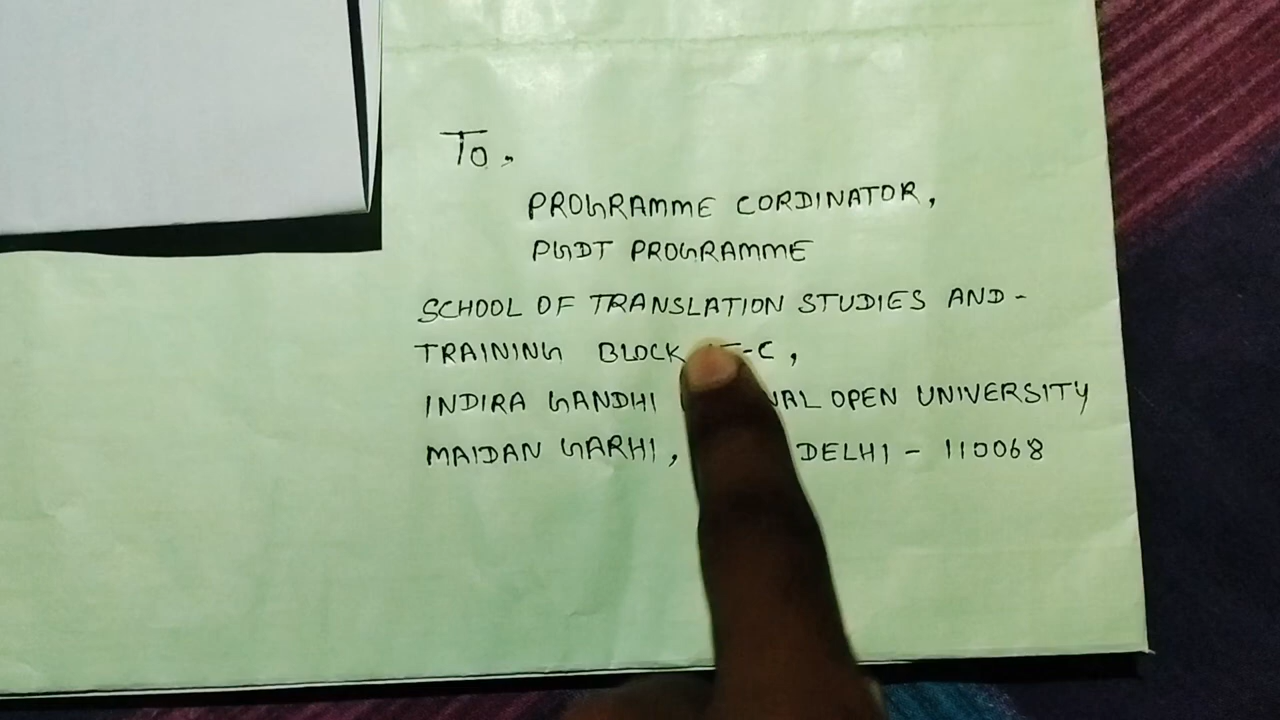 To,
PROGRAMME CORDINATOR,
PGDT PROGRAMME
SCHOOL OF TRANSLATION STUDIES AND-
TRAINING BLOCK -C,
INDIRA GANDHI OPEN UNIVERSITY
MAIDAN GARHI, DELHI - 110068